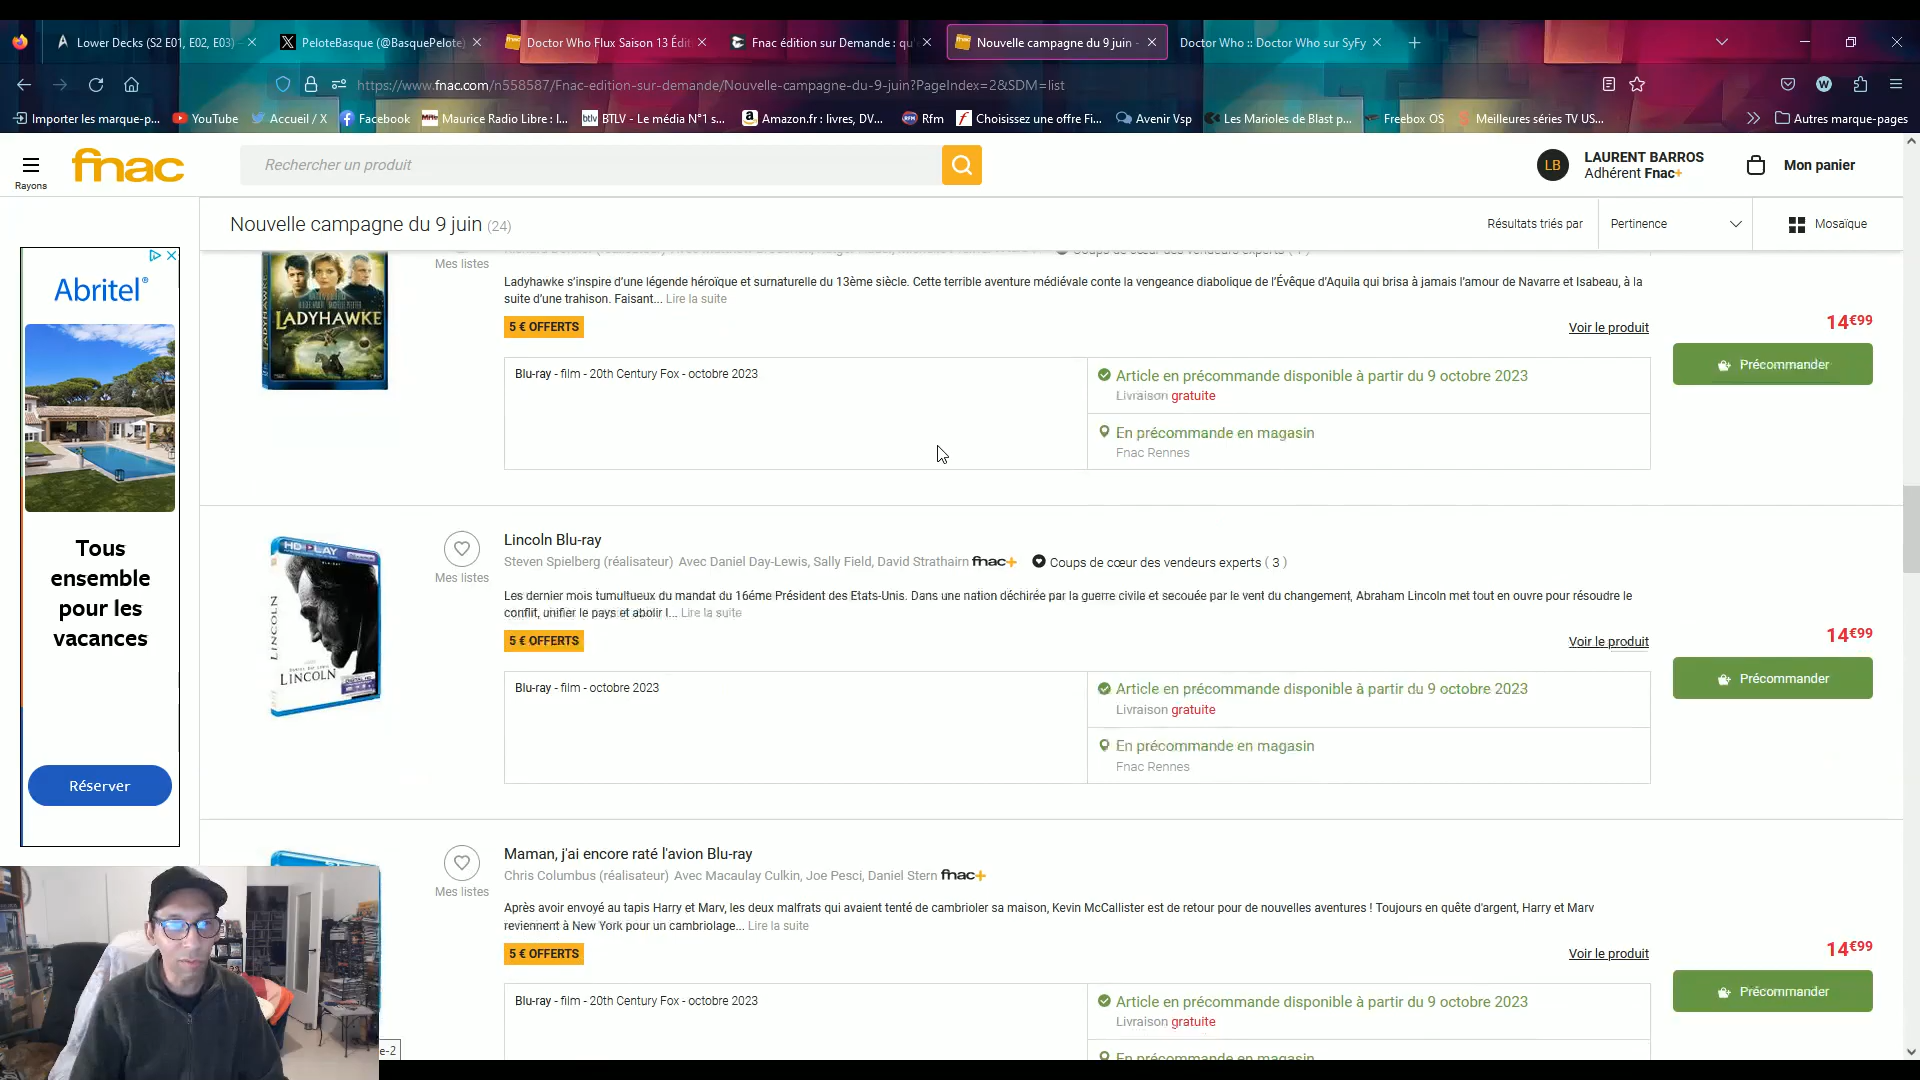 Lower Decks (S2 E01, E02, E03)
PeloteBasque (@BasquePelote)
Doctor Who Flux Saison 13 Édit
Fnac édition sur Demande : qu'
Nouvelle campagne du 9 juin -
Doctor Who :: Doctor Who sur SyFy
https://www.fnac.com/n558587/Fnac-edition-sur-demande/Nouvelle-campagne-du-9-juin?PageIndex=2&SDM=list
Importer les marque-p...
YouTube
Accueil / X
Facebook
Maurice Radio Libre : l...
btlv BTLV - Le média N°1 s...
Amazon.fr : livres, DV...
Rfm
Choisissez une offre Fi...
Avenir Vsp
Les Marioles de Blast p...
Freebox OS
Meilleures séries TV US...
Autres marque-pages
Rayons
fnac
Rechercher un produit
LB
LAURENT BARROS
Adhérent Fnac+
Mon panier
Nouvelle campagne du 9 juin (24)
Résultats triés par
Pertinence
Mosaïque
Abritel®
Tous
ensemble
pour les
vacances
Réserver
LADYHAWKE
Mes listes
Coups de cœur des vendeurs experts
Ladyhawke s'inspire d'une légende héroïque et surnaturelle du 13ème siècle. Cette terrible aventure médiévale conte la vengeance diabolique de l'Évêque d'Aquila qui brisa à jamais l'amour de Navarre et Isabeau, à la
suite d'une trahison. Faisant... Lire la suite
5 € OFFERTS
Voir le produit
14€99
Précommander
Blu-ray - film - 20th Century Fox - octobre 2023
Article en précommande disponible à partir du 9 octobre 2023
Livraison gratuite
En précommande en magasin
Fnac Rennes
LINCOLN
LINCOLN
Mes listes
Lincoln Blu-ray
Steven Spielberg (réalisateur) Avec Daniel Day-Lewis, Sally Field, David Strathairn fnac+ Coups de cœur des vendeurs experts ( 3 )
Les dernier mois tumultueux du mandat du 16éme Président des Etats-Unis. Dans une nation déchirée par la guerre civile et secouée par le vent du changement, Abraham Lincoln met tout en ouvre pour résoudre le
conflit, unifier le pays et abolir l... Lire la suite
5 € OFFERTS
Voir le produit
14€99
Précommander
Blu-ray - film - octobre 2023
Article en précommande disponible à partir du 9 octobre 2023
Livraison gratuite
En précommande en magasin
Fnac Rennes
Mes listes
Maman, j'ai encore raté l'avion Blu-ray
Chris Columbus (réalisateur) Avec Macaulay Culkin, Joe Pesci, Daniel Stern fnac+
Après avoir envoyé au tapis Harry et Marv, les deux malfrats qui avaient tenté de cambrioler sa maison, Kevin McCallister est de retour pour de nouvelles aventures ! Toujours en quête d'argent, Harry et Marv
reviennent à New York pour un cambriolage... Lire la suite
5 € OFFERTS
Voir le produit
14€99
Précommander
Blu-ray - film - 20th Century Fox - octobre 2023
Article en précommande disponible à partir du 9 octobre 2023
Livraison gratuite
En précommande en magasin
e-2